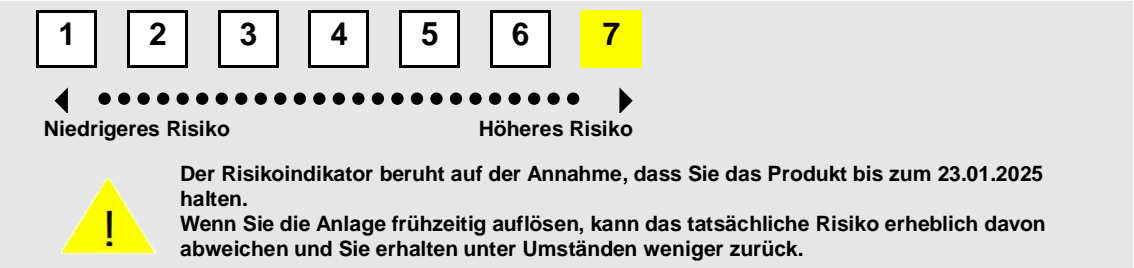 1 2 3 4 5 6 7
Niedrigeres Risiko Höheres Risiko
Der Risikoindikator beruht auf der Annahme, dass Sie das Produkt bis zum 23.01.2025
halten.
Wenn Sie die Anlage frühzeitig auflösen, kann das tatsächliche Risiko erheblich davon
abweichen und Sie erhalten unter Umständen weniger zurück.
!